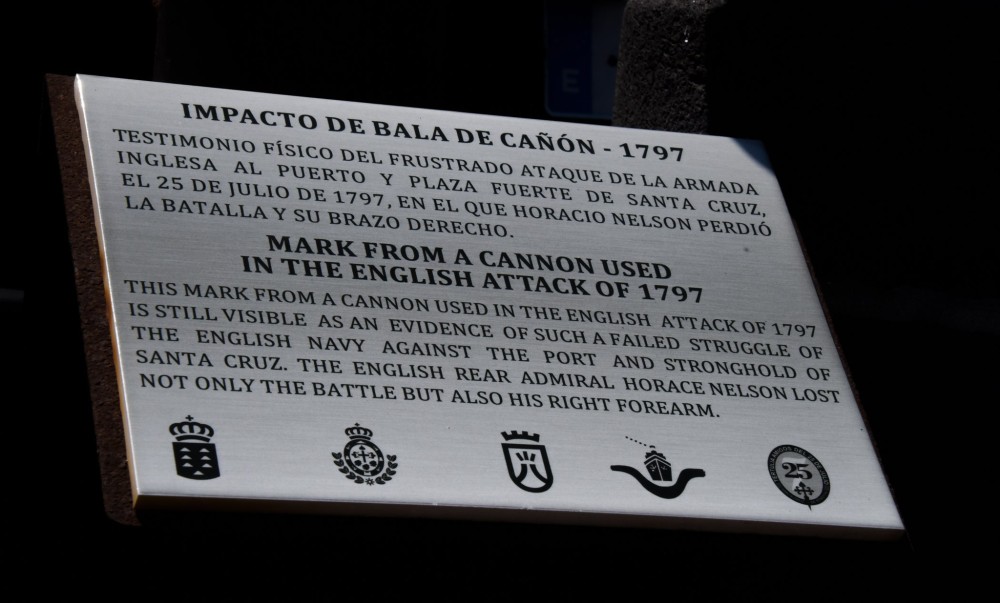 IMPACTO DE BALA DE CAÑÓN - 1797
TESTIMONIO FÍSICO DEL FRUSTRADO ATAQUE DE LA ARMADA
INGLESA AL PUERTO Y PLAZA FUERTE DE SANTA CRUZ,
EL 25 DE JULIO DE 1797, EN EL QUE HORACIO NELSON PERDIÓ
LA BATALLA Y SU BRAZO DERECHO.
MARK FROM A CANNON USED
IN THE ENGLISH ATTACK OF 1797
THIS MARK FROM A CANNON USED IN THE ENGLISH ATTACK OF 1797
IS STILL VISIBLE AS AN EVIDENCE OF SUCH A FAILED STRUGGLE OF
THE ENGLISH NAVY AGAINST THE PORT AND STRONGHOLD OF
SANTA CRUZ. THE ENGLISH REAR ADMIRAL HORACE NELSON LOST
NOT ONLY THE BATTLE BUT ALSO HIS RIGHT FOREARM.
25
E